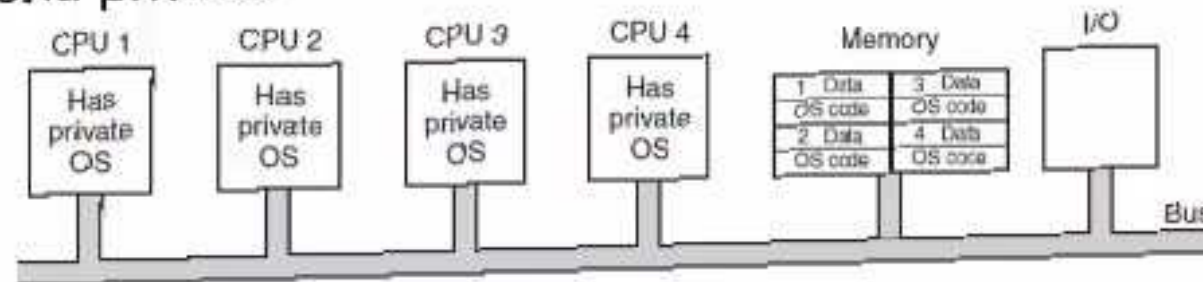 CPU 1
CPU 2
CPU 3
CPU 4
Memory
I/O
Has
private
OS
Has
private
OS
Has
private
OS
Has
private
OS
1 Data
OS code
2 Data
OS code
3 Data
OS code
4 Data
OS code
Bus